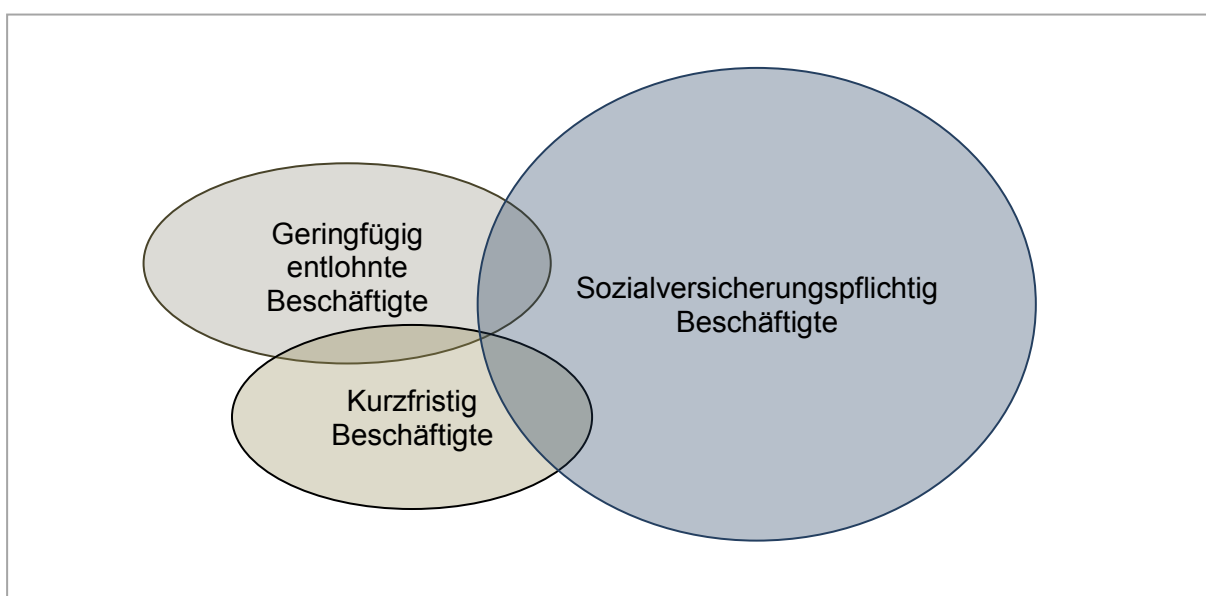 Geringfügig
entlohnte
Beschäftigte
Sozialversicherungspflichtig
Beschäftigte
Kurzfristig
Beschäftigte